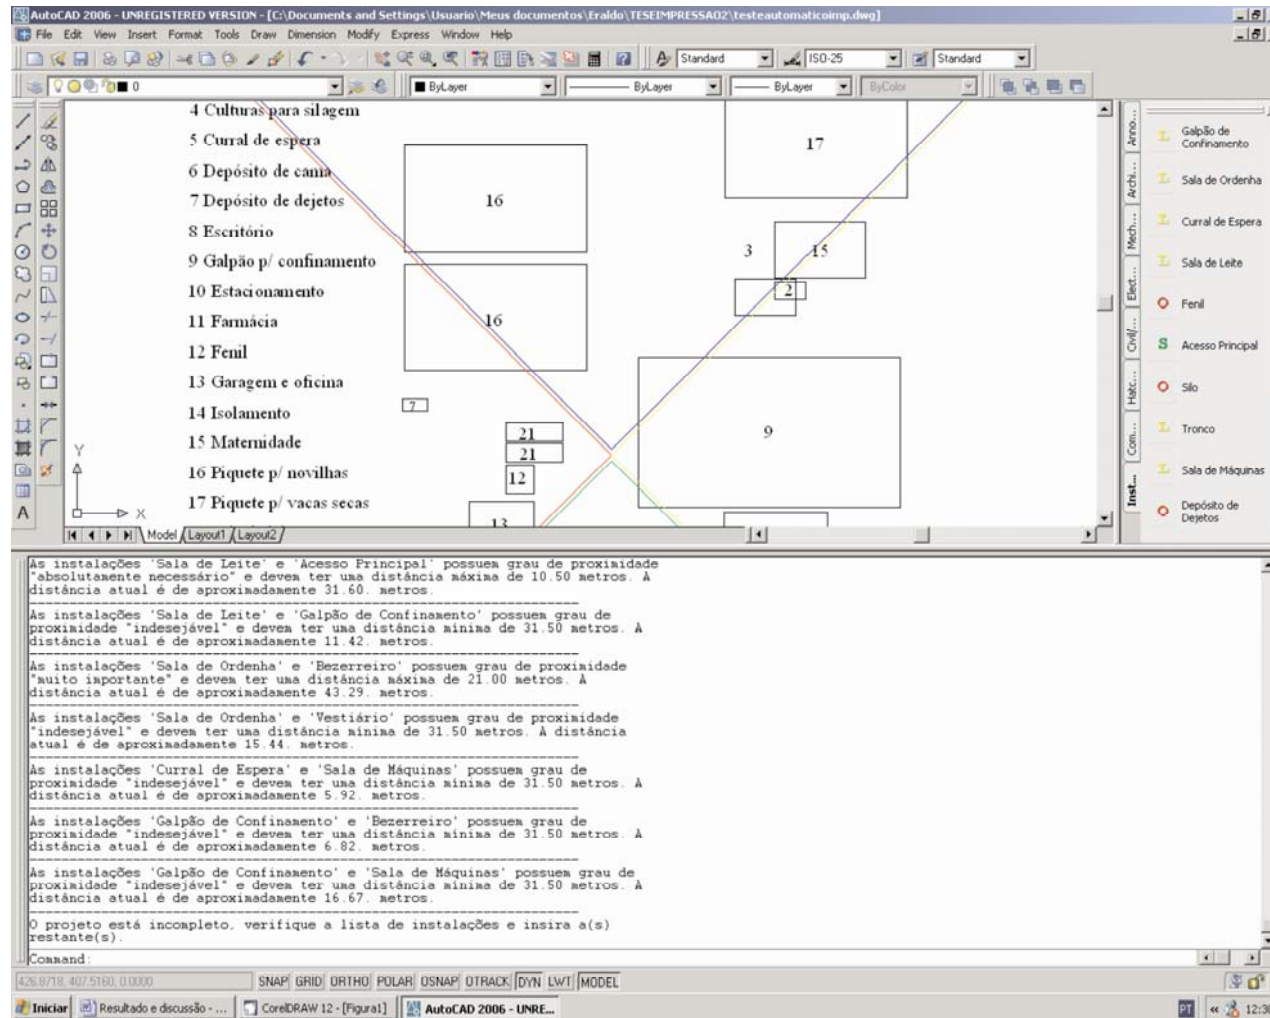 AutoCAD 2006 - UNREGISTERED VERSION - [C:\Documents and Settings\Usuario\Meus documentos\Eraldo\TESEIMPRESSA02\testeautomaticoimp.dwg]
File Edit View Insert Format Tools Draw Dimension Modify Express Window Help
Standard ISO-25 Standard
0 ByLayer ByLayer ByLayer ByColor
4 Culturas para silagem
5 Curral de espera
6 Depósito de cama
7 Depósito de dejetos
8 Escritório
9 Galpão p/ confinamento
10 Estacionamento
11 Farmácia
12 Fenil
13 Garagem e oficina
14 Isolamento
15 Maternidade
16 Piquete p/ novilhas
17 Piquete p/ vacas secas
16
16
7
21
21
12
13
17
3
15
2
9
Y
X
Anno...
Archi...
Mech...
Elect...
Civil/...
Hatc...
Com...
Inst...
Galpão de
Confinamento
Sala de Ordenha
Curral de Espera
Sala de Leite
Fenil
S Acesso Principal
Silo
Tronco
Sala de Máquinas
Depósito de
Dejetos
Model Layout1 Layout2
As instalações 'Sala de Leite' e 'Acesso Principal' possuem grau de proximidade
"absolutamente necessário" e devem ter uma distância máxima de 10.50 metros. A
distância atual é de aproximadamente 31.60. metros.
As instalações 'Sala de Leite' e 'Galpão de Confinamento' possuem grau de
proximidade "indesejável" e devem ter uma distância mínima de 31.50 metros. A
distância atual é de aproximadamente 11.42. metros.
As instalações 'Sala de Ordenha' e 'Bezerreiro' possuem grau de proximidade
"muito importante" e devem ter uma distância máxima de 21.00 metros. A
distância atual é de aproximadamente 43.29. metros.
As instalações 'Sala de Ordenha' e 'Vestiário' possuem grau de proximidade
"indesejável" e devem ter uma distância mínima de 31.50 metros. A distância
atual é de aproximadamente 15.44. metros.
As instalações 'Curral de Espera' e 'Sala de Máquinas' possuem grau de
proximidade "indesejável" e devem ter uma distância mínima de 31.50 metros. A
distância atual é de aproximadamente 5.92. metros.
As instalações 'Galpão de Confinamento' e 'Bezerreiro' possuem grau de
proximidade "indesejável" e devem ter uma distância mínima de 31.50 metros. A
distância atual é de aproximadamente 6.82. metros.
As instalações 'Galpão de Confinamento' e 'Sala de Máquinas' possuem grau de
proximidade "indesejável" e devem ter uma distância mínima de 31.50 metros. A
distância atual é de aproximadamente 16.67. metros.
O projeto está incompleto, verifique a lista de instalações e insira a(s)
restante(s).
Command:
426.8718, 407.5160, 0.0000 SNAP GRID ORTHO POLAR OSNAP OTRACK DYN LWT MODEL
Iniciar Resultado e discussão - ... CorelDRAW 12 - [Figura1] AutoCAD 2006 - UNRE... PT « 12:30